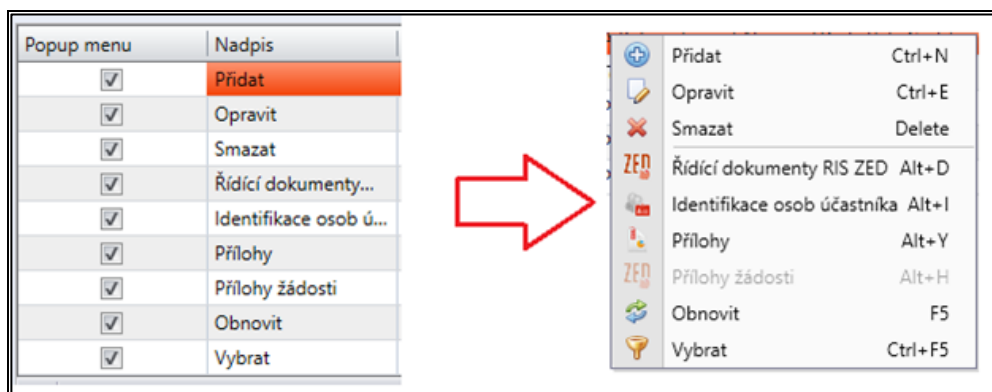 Popup menu Nadpis
Přidat
Opravit
Smazat
Řídící dokumenty...
Identifikace osob ú...
Přílohy
Přílohy žádosti
Obnovit
Vybrat
Přidat Ctrl+N
Opravit Ctrl+E
Smazat Delete
ZED Řídící dokumenty RIS ZED Alt+D
Identifikace osob účastníka Alt+I
Přílohy Alt+Y
ZED Přílohy žádosti Alt+H
Obnovit F5
Vybrat Ctrl+F5